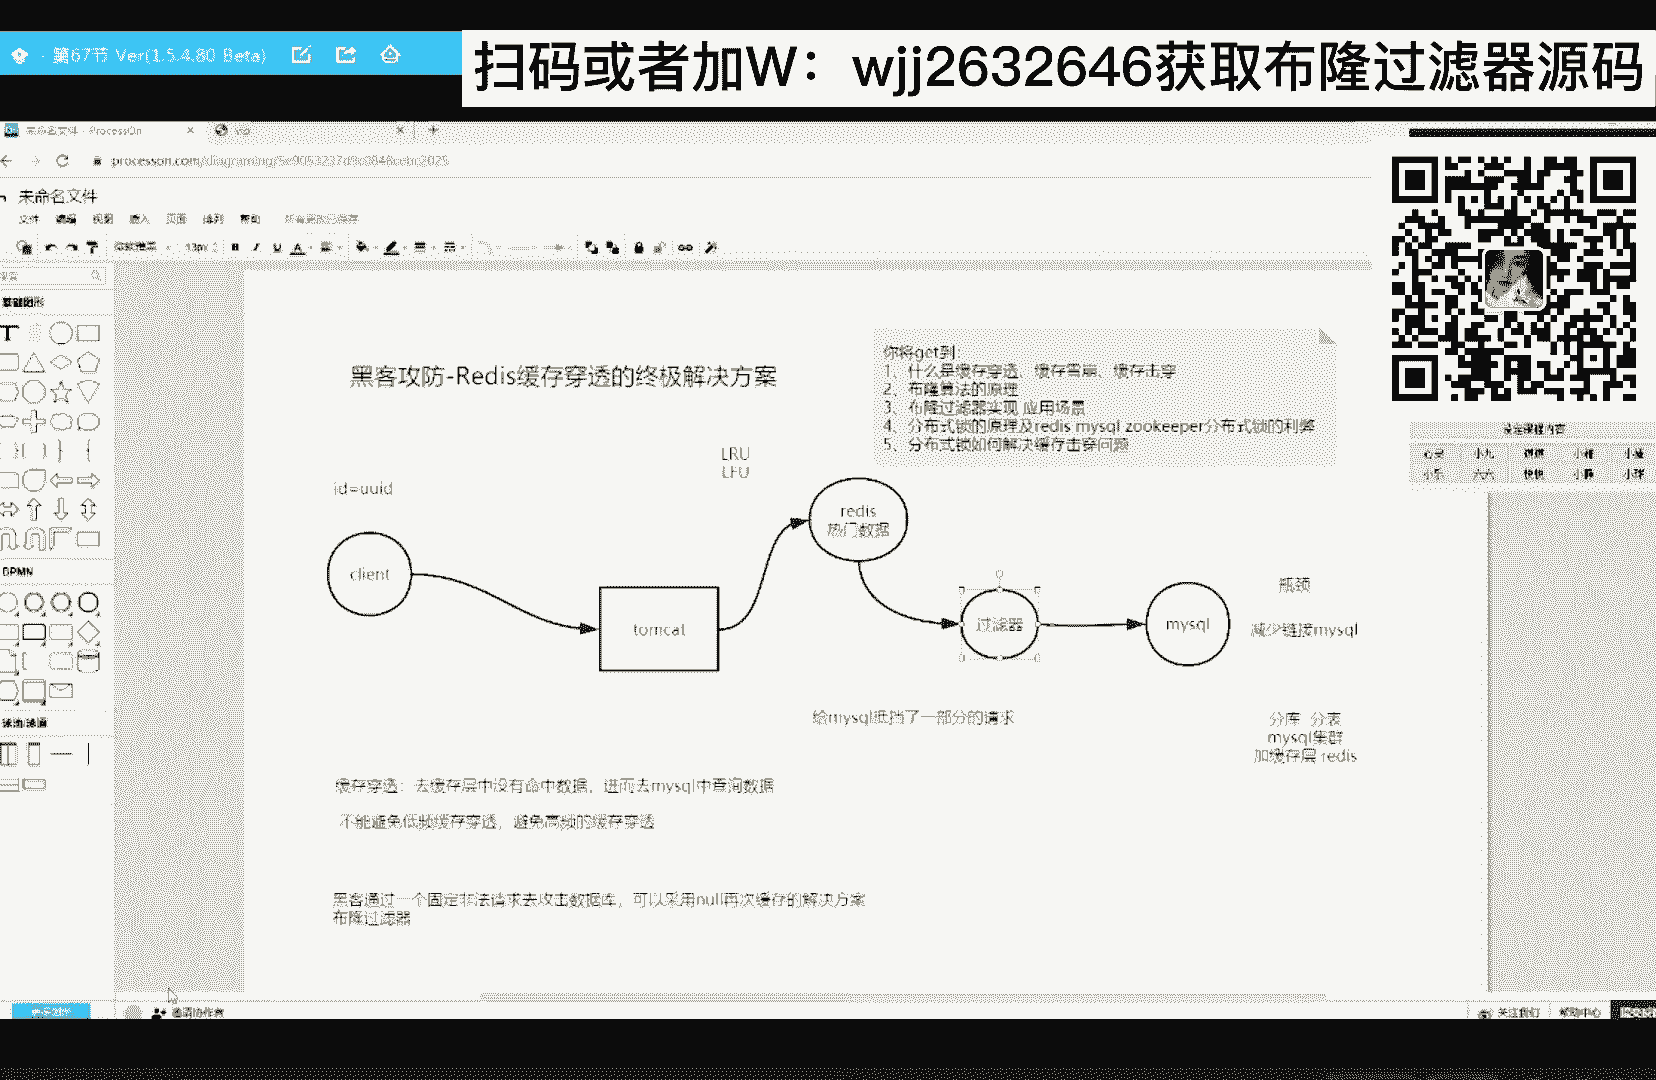 第67节 Ver(1.5.4.80 Beta)
扫码或者加W：wjj2632646获取布隆过滤器源码
未命名文件 - ProcessOn
vip
processon.com/diagraming/
未命名文件
文件 编辑 视图 插入 页面 排列 帮助 所有更改已保存
13px
基础图形
你将get到：
1、什么是缓存穿透、缓存雪崩、缓存击穿
2、布隆算法的原理
3、布隆过滤器实现 应用场景
4、分布式锁的原理及redis mysql zookeeper分布式锁的利弊
5、分布式锁如何解决缓存击穿问题
黑客攻防-Redis缓存穿透的终极解决方案
LRU
LFU
id=uuid
redis
热门数据
client
tomcat
过滤器
mysql
瓶颈
减少链接mysql
给mysql抵挡了一部分的请求
分库 分表
mysql集群
加缓存层 redis
缓存穿透：去缓存层中没有命中数据，进而去mysql中查询数据
不能避免低频缓存穿透，避免高频的缓存穿透
黑客通过一个固定非法请求去攻击数据库，可以采用null再次缓存的解决方案
布隆过滤器
BPMN
邀请协作者
关注我们
帮助中心